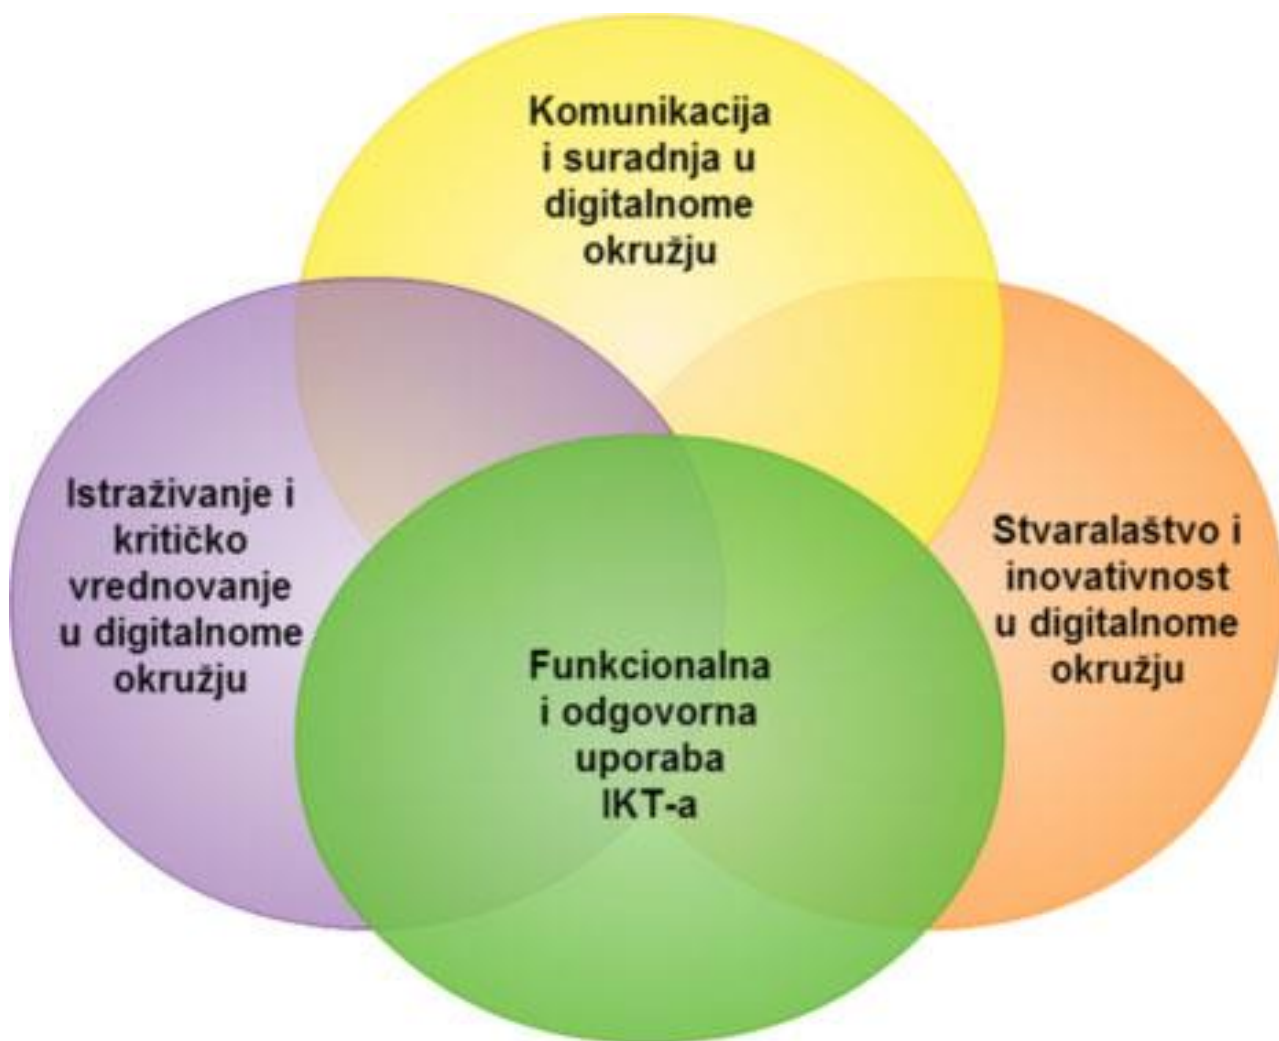 Komunikacija
i suradnja u
digitalnome
okružju
Istraživanje i
kritičko
vrednovanje
u digitalnome
okružju
Stvaralaštvo i
inovativnost
u digitalnome
okružju
Funkcionalna
i odgovorna
uporaba
IKT-a